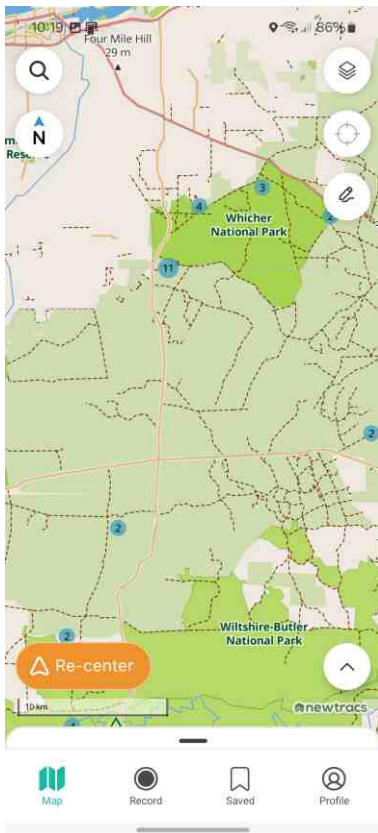 10:19
86%
Four Mile Hill
29 m
N
3
4
Whicher
National Park
11
2
2
Wiltshire-Butler
National Park
2
Re-center
10 km
newtracs
Map
Record
Saved
Profile